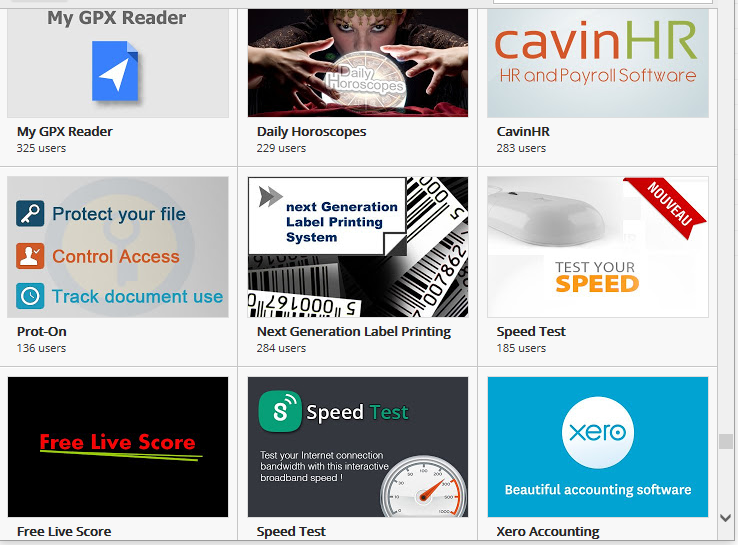 My GPX Reader
Daily
Horoscopes
cavinHR
HR and Payroll Software
My GPX Reader
325 users
Daily Horoscopes
229 users
CavinHR
283 users
Protect your file
Control Access
Track document use
next Generation
Label Printing
System
5000167
5
5
0007862
NOUVEAU
TEST YOUR
SPEED
Prot-On
136 users
Next Generation Label Printing
284 users
Speed Test
185 users
Free Live Score
S
Speed Test
Test your Internet connection
bandwidth with this interactive
broadband speed !
xero
Beautiful accounting software
Free Live Score
Speed Test
Xero Accounting